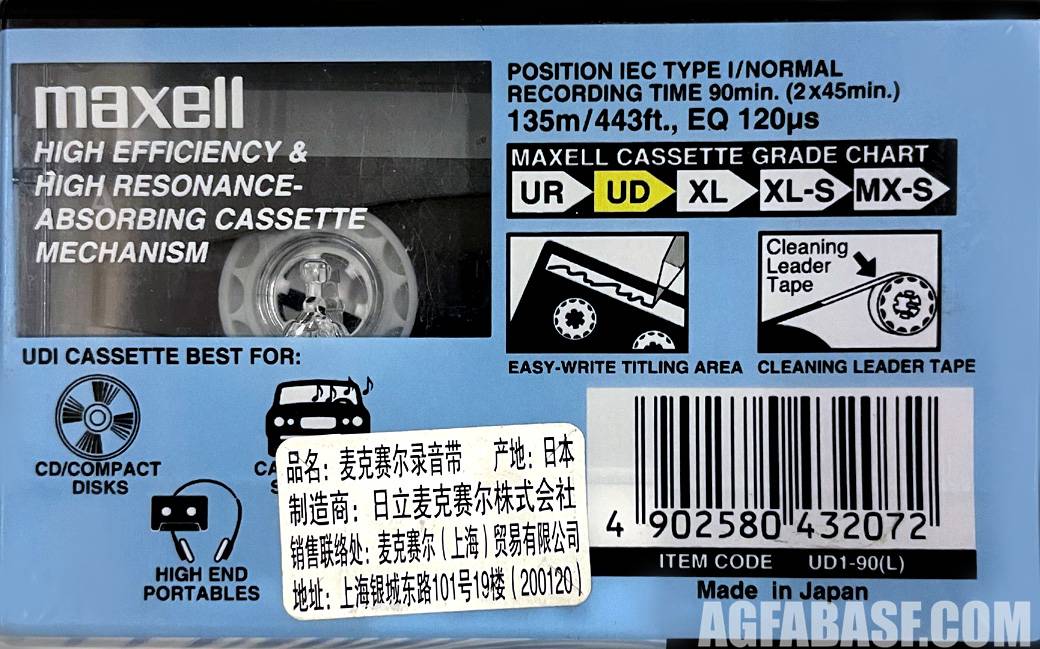 maxell
HIGH EFFICIENCY &
HIGH RESONANCE-
ABSORBING CASSETTE
MECHANISM
POSITION IEC TYPE I/NORMAL
RECORDING TIME 90min. (2x45min.)
135m/443ft., EQ 120µs
MAXELL CASSETTE GRADE CHART
UR UD XL XL-S MX-S
Cleaning
Leader
Tape
EASY-WRITE TITLING AREA CLEANING LEADER TAPE
UDI CASSETTE BEST FOR:
CD/COMPACT
DISKS
HIGH END
PORTABLES
品名：麦克赛尔录音带 产地：日本
制造商：日立麦克赛尔株式会社
销售联络处：麦克赛尔（上海）贸易有限公司
地址：上海银城东路101号19楼（200120）
4 902580 432072
ITEM CODE UD1-90(L)
Made in Japan
AGFABASF.COM